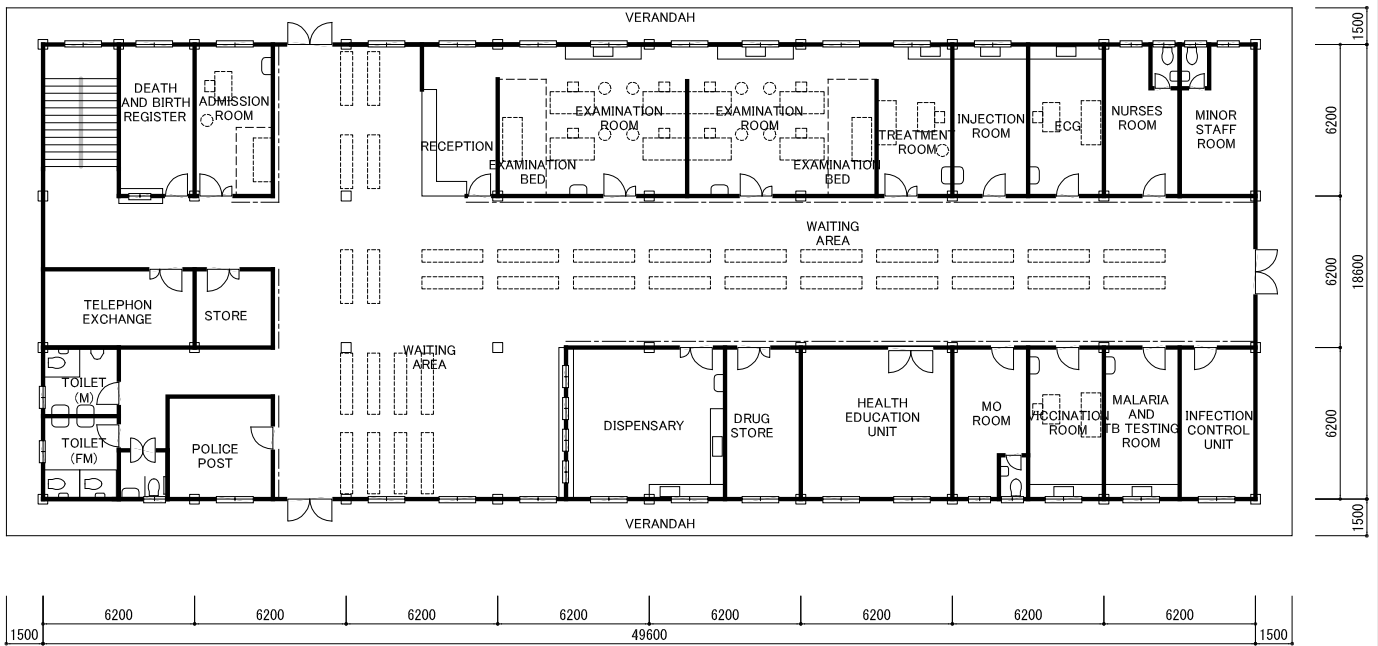 VERANDAH
1500
DEATH
AND BIRTH
REGISTER
ADMISSION
ROOM
RECEPTION
EXAMINATION
ROOM
EXAMINATION
BED
EXAMINATION
ROOM
EXAMINATION
BED
TREATMENT
ROOM
INJECTION
ROOM
ECG
NURSES
ROOM
MINOR
STAFF
ROOM
6200
WAITING
AREA
6200
18600
TELEPHON
EXCHANGE
STORE
WAITING
AREA
TOILET
(M)
TOILET
(FM)
POLICE
POST
DISPENSARY
DRUG
STORE
HEALTH
EDUCATION
UNIT
MO
ROOM
VICCINATION
ROOM
MALARIA
AND
TB TESTING
ROOM
INFECTION
CONTROL
UNIT
6200
VERANDAH
1500
6200 6200 6200 6200 6200 6200 6200 6200
1500 49600 1500